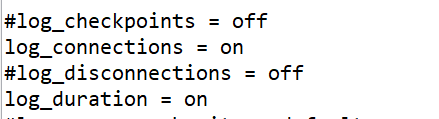 #log_checkpoints = off
log_connections = on
#log_disconnections = off
log_duration = on